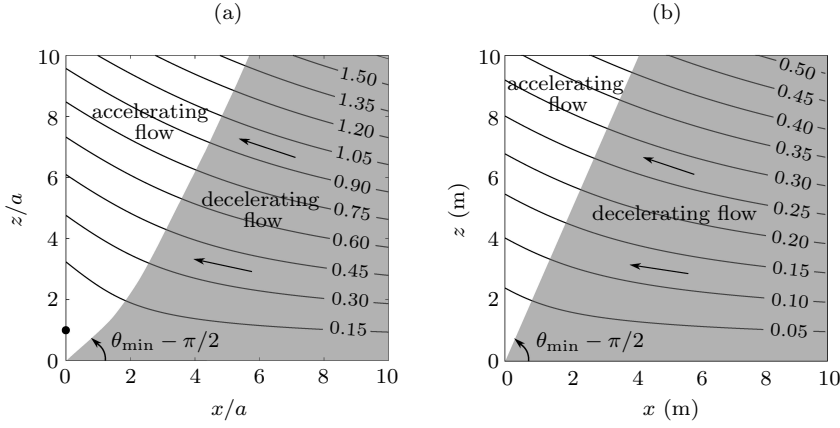 (a)
10
8
6
4
2
0
z/a
0
2
4
6
8
10
x/a
accelerating
flow
decelerating
flow
θmin − π/2
1.50
1.35
1.20
1.05
0.90
0.75
0.60
0.45
0.30
0.15
(b)
10
8
6
4
2
0
z (m)
0
2
4
6
8
10
x (m)
accelerating
flow
decelerating flow
θmin − π/2
0.50
0.45
0.40
0.35
0.30
0.25
0.20
0.15
0.10
0.05